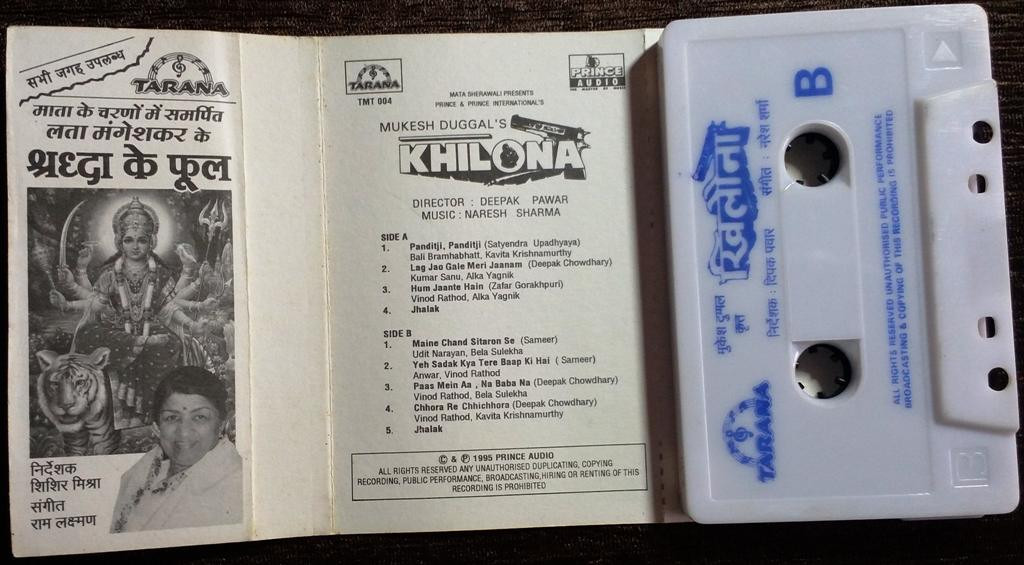 सभी जगह उपलब्ध
TARANA
माता के चरणों में समर्पित
लता मंगेशकर के
श्रध्दा के फूल
निर्देशक
शिशिर मिश्रा
संगीत
राम लक्ष्मण
TARANA
TMT 004
PRINCE
AUDIO
THE MASTER OF MUSIC
MATA SHERAWALI PRESENTS
PRINCE & PRINCE INTERNATIONAL'S
MUKESH DUGGAL'S
KHILONA
DIRECTOR : DEEPAK PAWAR
MUSIC : NARESH SHARMA
SIDE A
1. Panditji, Panditji (Satyendra Upadhyaya)
Bali Bramhabhatt, Kavita Krishnamurthy
2. Lag Jao Gale Meri Jaanam (Deepak Chowdhary)
Kumar Sanu, Alka Yagnik
3. Hum Jaante Hain (Zafar Gorakhpuri)
Vinod Rathod, Alka Yagnik
4. Jhalak
SIDE B
1. Maine Chand Sitaron Se (Sameer)
Udit Narayan, Bela Sulekha
2. Yeh Sadak Kya Tere Baap Ki Hai ( Sameer)
Anwar, Vinod Rathod
3. Paas Mein Aa , Na Baba Na (Deepak Chowdhary)
Vinod Rathod, Bela Sulekha
4. Chhora Re Chhichhora (Deepak Chowdhary)
Vinod Rathod, Kavita Krishnamurthy
5. Jhalak
© & ℗ 1995 PRINCE AUDIO
ALL RIGHTS RESERVED ANY UNAUTHORISED DUPLICATING, COPYING
RECORDING, PUBLIC PERFORMANCE, BROADCASTING,HIRING OR RENTING OF THIS
RECORDING IS PROHIBITED
TARANA
मुकेश दुग्गल
कृत
खिलौना
निर्देशक : दिपक पवार संगीत : नरेश शर्मा
B
ALL RIGHTS RESERVED UNAUTHORISED PUBLIC PERFORMANCE
BROADCASTING & COPYING OF THIS RECORDING IS PROHIBITED
B